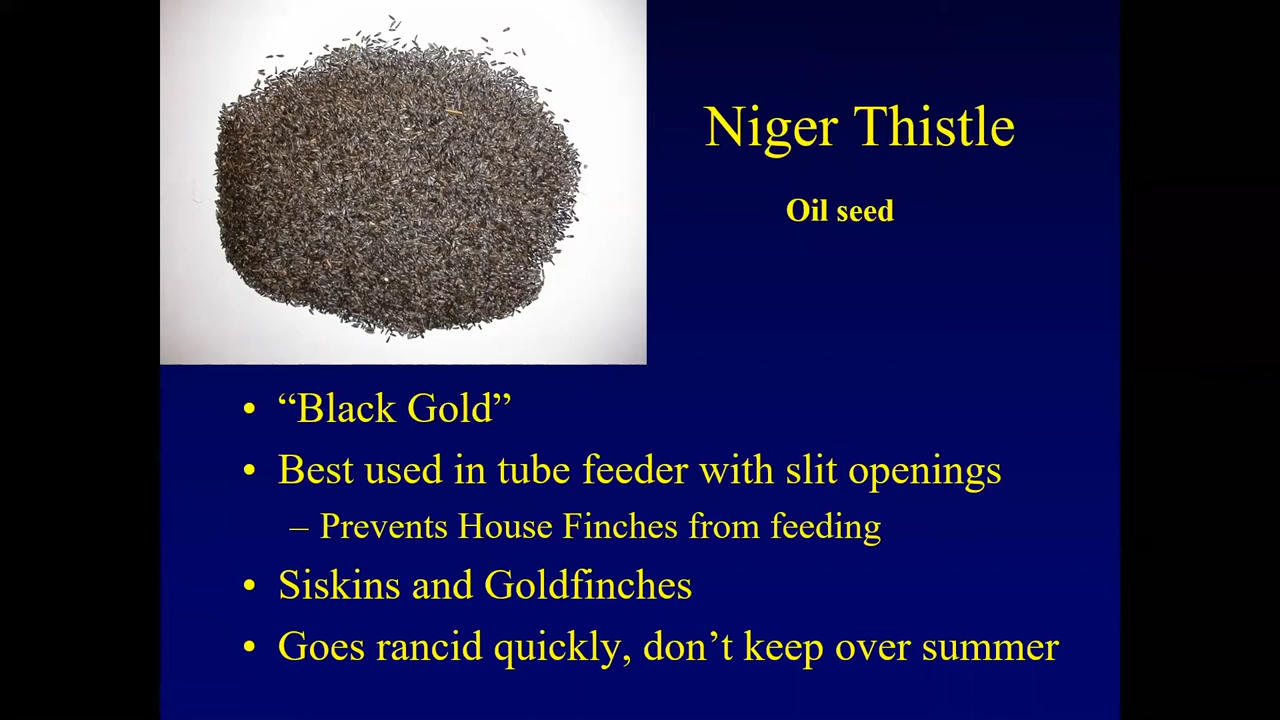 Niger Thistle
Oil seed
• “Black Gold”
• Best used in tube feeder with slit openings
– Prevents House Finches from feeding
• Siskins and Goldfinches
• Goes rancid quickly, don’t keep over summer